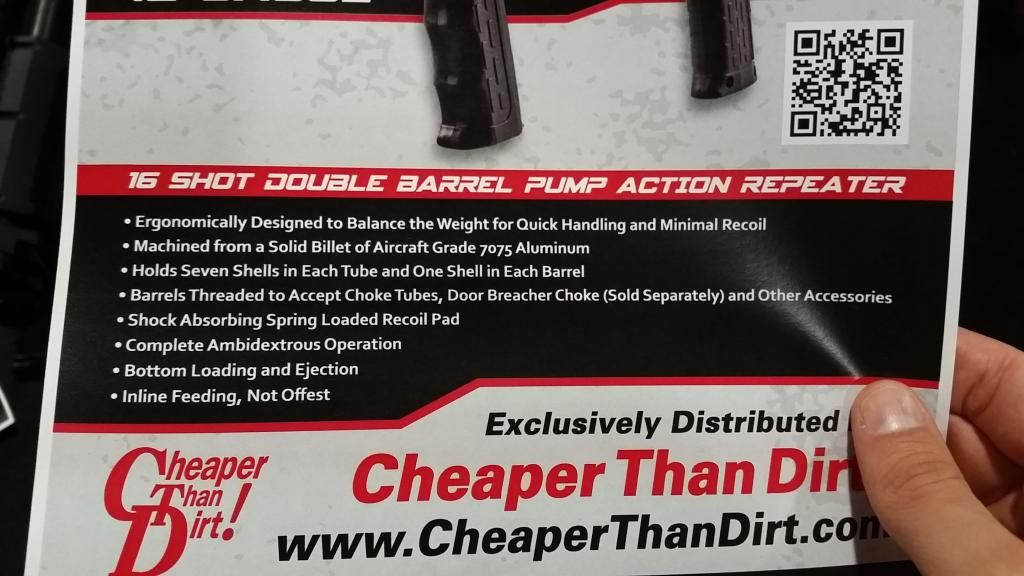 16 SHOT DOUBLE BARREL PUMP ACTION REPEATER
• Ergonomically Designed to Balance the Weight for Quick Handling and Minimal Recoil
• Machined from a Solid Billet of Aircraft Grade 7075 Aluminum
• Holds Seven Shells in Each Tube and One Shell in Each Barrel
• Barrels Threaded to Accept Choke Tubes, Door Breacher Choke (Sold Separately) and Other Accessories
• Shock Absorbing Spring Loaded Recoil Pad
• Complete Ambidextrous Operation
• Bottom Loading and Ejection
• Inline Feeding, Not Offest
Exclusively Distributed
Cheaper Than Dirt
www.CheaperThanDirt.com
Cheaper
Than
Dirt!